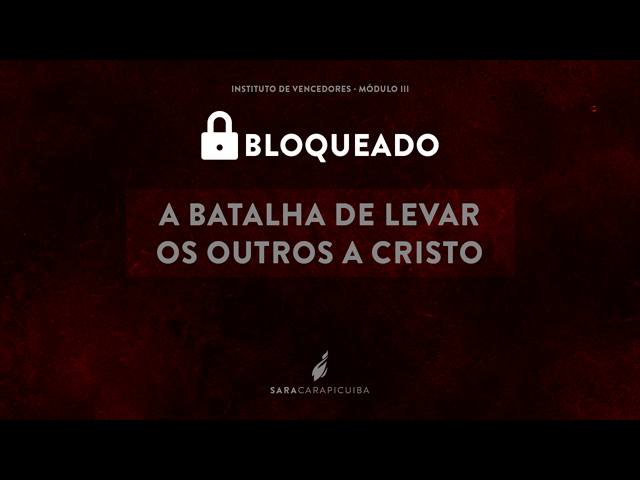 INSTITUTO DE VENCEDORES - MÓDULO III
BLOQUEADO
A BATALHA DE LEVAR
OS OUTROS A CRISTO
SARACARAPICUIBA